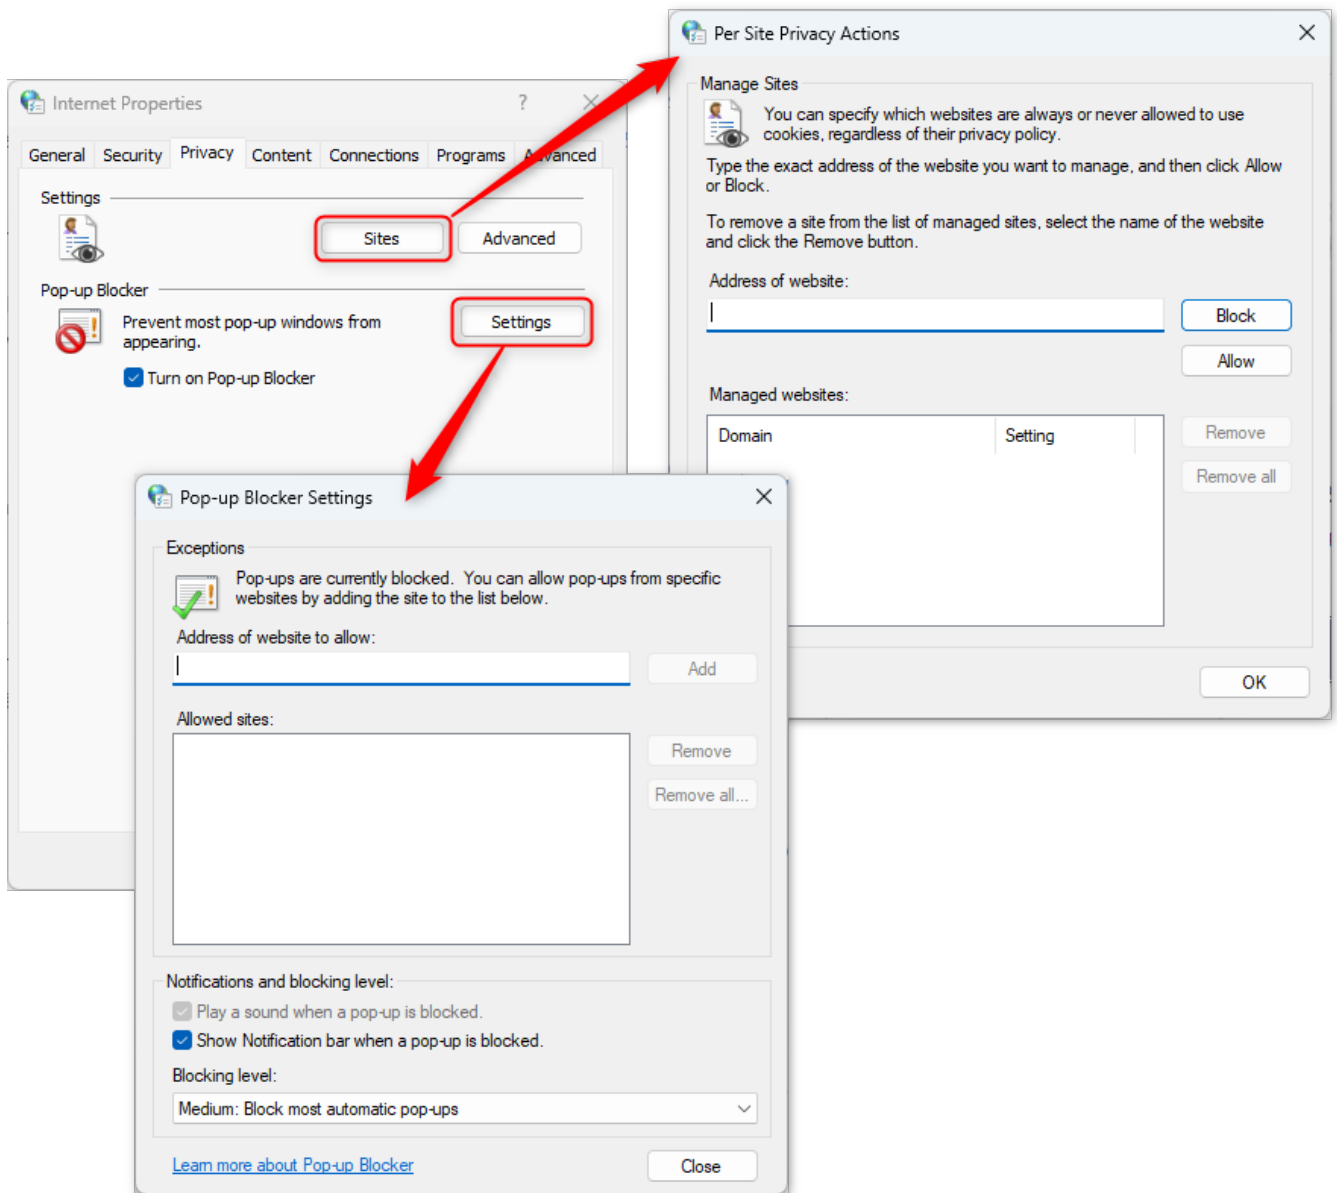 Internet Properties
?
General Security Privacy Content Connections Programs Advanced
Settings
Sites
Advanced
Pop-up Blocker
Prevent most pop-up windows from
appearing.
Settings
Turn on Pop-up Blocker
Per Site Privacy Actions
Manage Sites
You can specify which websites are always or never allowed to use
cookies, regardless of their privacy policy.
Type the exact address of the website you want to manage, and then click Allow
or Block.
To remove a site from the list of managed sites, select the name of the website
and click the Remove button.
Address of website:
Block
Allow
Managed websites:
Domain Setting
Remove
Remove all
OK
Pop-up Blocker Settings
Exceptions
Pop-ups are currently blocked. You can allow pop-ups from specific
websites by adding the site to the list below.
Address of website to allow:
Add
Allowed sites:
Remove
Remove all...
Notifications and blocking level:
Play a sound when a pop-up is blocked.
Show Notification bar when a pop-up is blocked.
Blocking level:
Medium: Block most automatic pop-ups
Learn more about Pop-up Blocker
Close